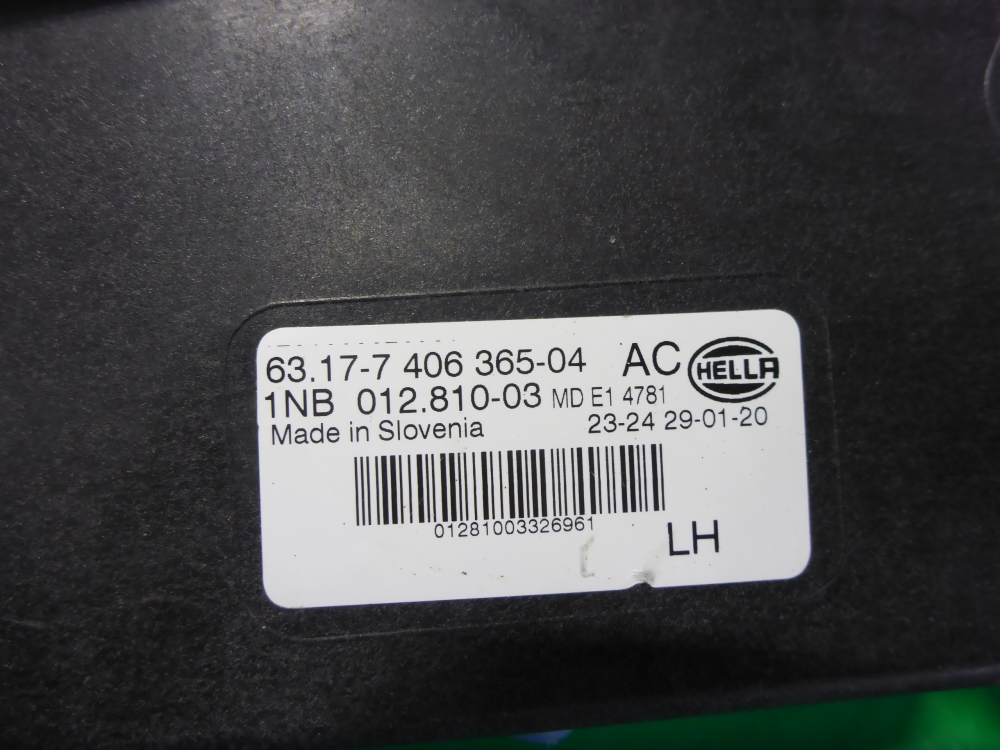 63.17-7 406 365-04 AC HELLA
1NB 012.810-03 MD E1 4781
Made in Slovenia 23-24 29-01-20
01281003326961
LH